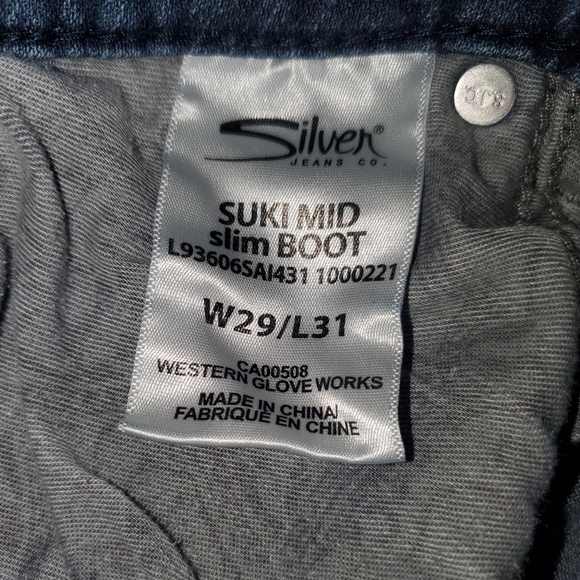 Silver®
JEANS CO.
SUKI MID
slim BOOT
L93606SAI431 1000221
W29/L31
CA00508
WESTERN GLOVE WORKS
MADE IN CHINA/
FABRIQUE EN CHINE
S.J.C.